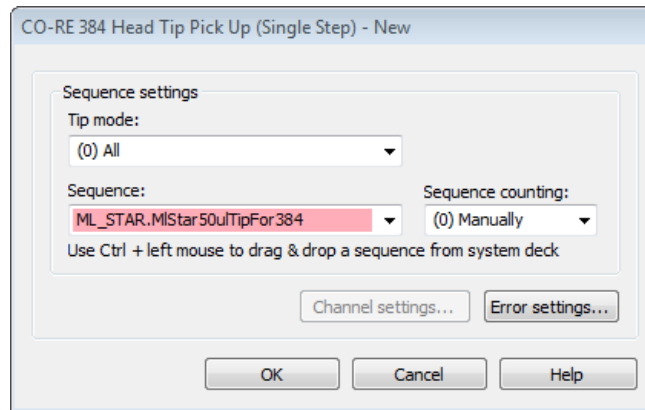 CO-RE 384 Head Tip Pick Up (Single Step) - New
Sequence settings
Tip mode:
(0) All
Sequence: Sequence counting:
ML_STAR.MlStar50ulTipFor384 (0) Manually
Use Ctrl + left mouse to drag & drop a sequence from system deck
Channel settings... Error settings...
OK Cancel Help